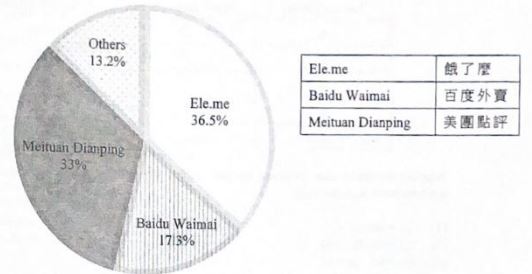 Others
13.2%
Ele.me
36.5%
Meituan Dianping
33%
Baidu Waimai
17.3%
Ele.me 餓了麼
Baidu Waimai 百度外賣
Meituan Dianping 美團點評